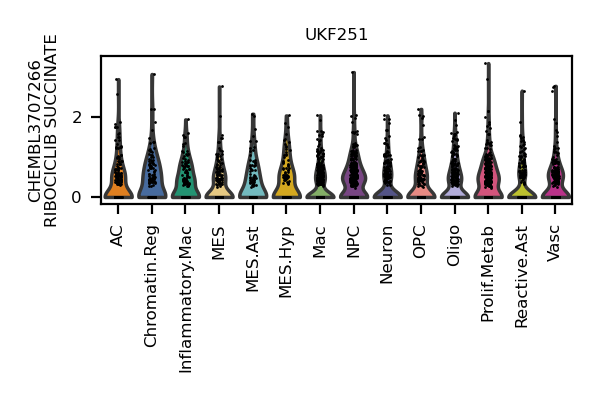 UKF251
CHEMBL3707266
RIBOCICLIB SUCCINATE
2
0
AC
Chromatin.Reg
Inflammatory.Mac
MES
MES.Ast
MES.Hyp
Mac
NPC
Neuron
OPC
Oligo
Prolif.Metab
Reactive.Ast
Vasc